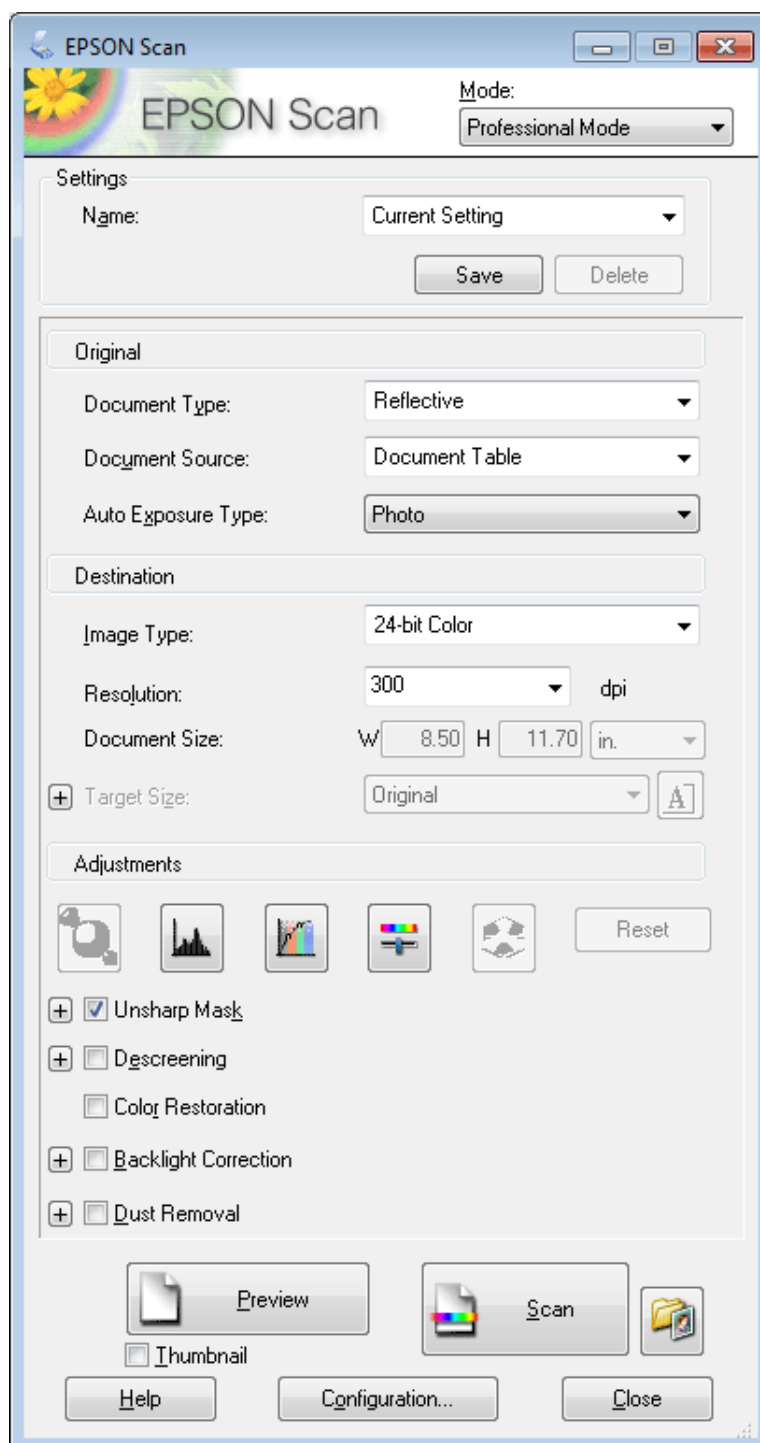 EPSON Scan
EPSON Scan
Mode:
Professional Mode
Settings
Name:
Current Setting
Save
Delete
Original
Document Type:
Reflective
Document Source:
Document Table
Auto Exposure Type:
Photo
Destination
Image Type:
24-bit Color
Resolution:
300
dpi
Document Size:
W 8.50 H 11.70 in.
Target Size:
Original
A
Adjustments
Reset
Unsharp Mask
Descreening
Color Restoration
Backlight Correction
Dust Removal
Preview
Scan
Thumbnail
Help
Configuration...
Close